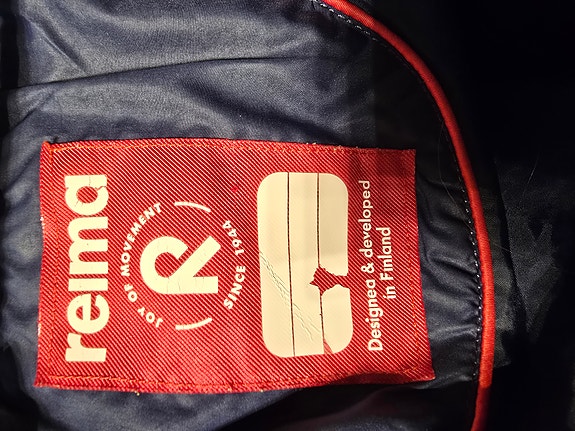 reima
JOY OF MOVEMENT
R
SINCE 1944
Designed & developed
in Finland